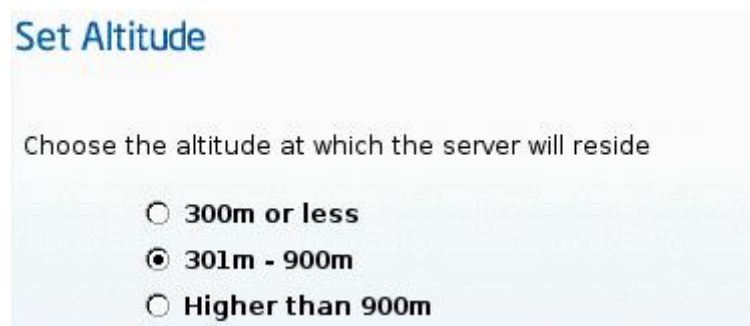 Set Altitude
Choose the altitude at which the server will reside
300m or less
301m - 900m
Higher than 900m